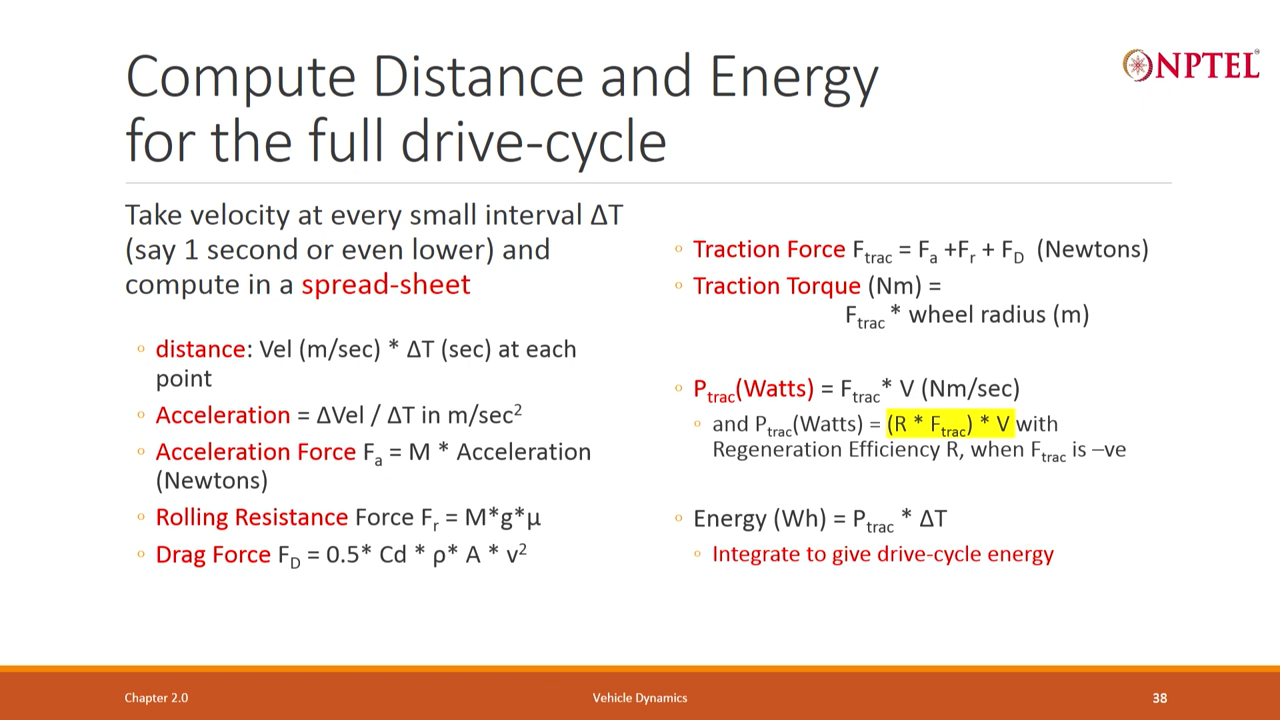 Compute Distance and Energy
for the full drive-cycle
NPTEL
Take velocity at every small interval ΔT
(say 1 second or even lower) and
compute in a spread-sheet
◦ distance: Vel (m/sec) * ΔT (sec) at each
point
◦ Acceleration = ΔVel / ΔT in m/sec²
◦ Acceleration Force Fa = M * Acceleration
(Newtons)
◦ Rolling Resistance Force Fr = M*g*μ
◦ Drag Force FD = 0.5* Cd * ρ* A * v²
◦ Traction Force Ftrac = Fa +Fr + FD (Newtons)
◦ Traction Torque (Nm) =
Ftrac * wheel radius (m)
◦ Ptrac(Watts) = Ftrac* V (Nm/sec)
◦ and Ptrac(Watts) = (R * Ftrac) * V with
Regeneration Efficiency R, when Ftrac is –ve
◦ Energy (Wh) = Ptrac * ΔT
◦ Integrate to give drive-cycle energy
Chapter 2.0
Vehicle Dynamics
38